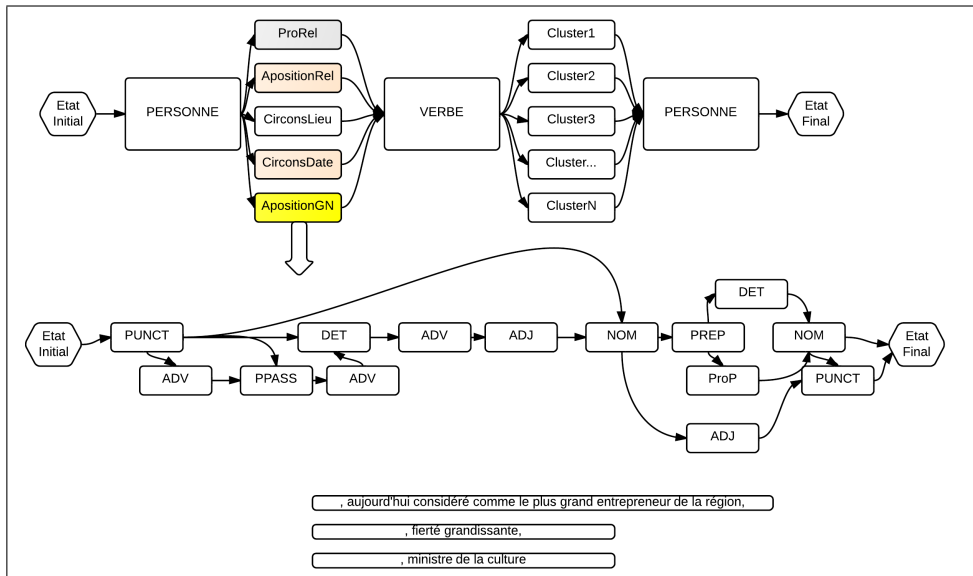 ProRel
Cluster1
ApositionRel
Cluster2
Etat
Initial
PERSONNE
CirconsLieu
VERBE
Cluster3
PERSONNE
Etat
Final
CirconsDate
Cluster...
ApositionGN
ClusterN
DET
Etat
Initial
PUNCT
DET
ADV
ADJ
NOM
PREP
NOM
Etat
Final
ADV
PPASS
ADV
ProP
PUNCT
ADJ
, aujourd'hui considéré comme le plus grand entrepreneur de la région,
, fierté grandissante,
, ministre de la culture